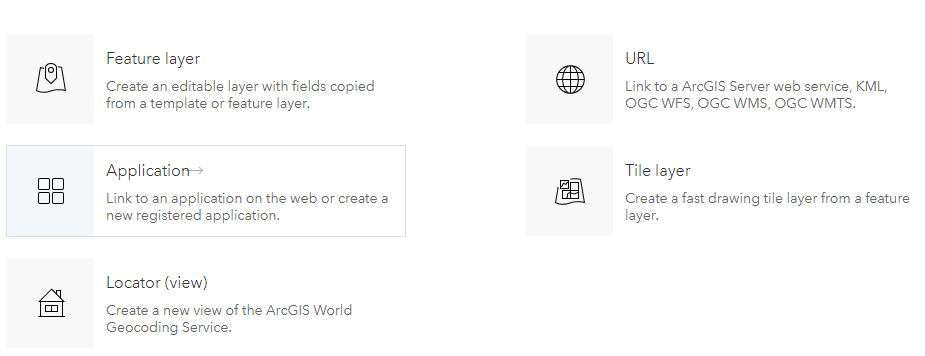 Feature layer
Create an editable layer with fields copied
from a template or feature layer.
URL
Link to a ArcGIS Server web service, KML,
OGC WFS, OGC WMS, OGC WMTS.
Application
Link to an application on the web or create a
new registered application.
Tile layer
Create a fast drawing tile layer from a feature
layer.
Locator (view)
Create a new view of the ArcGIS World
Geocoding Service.